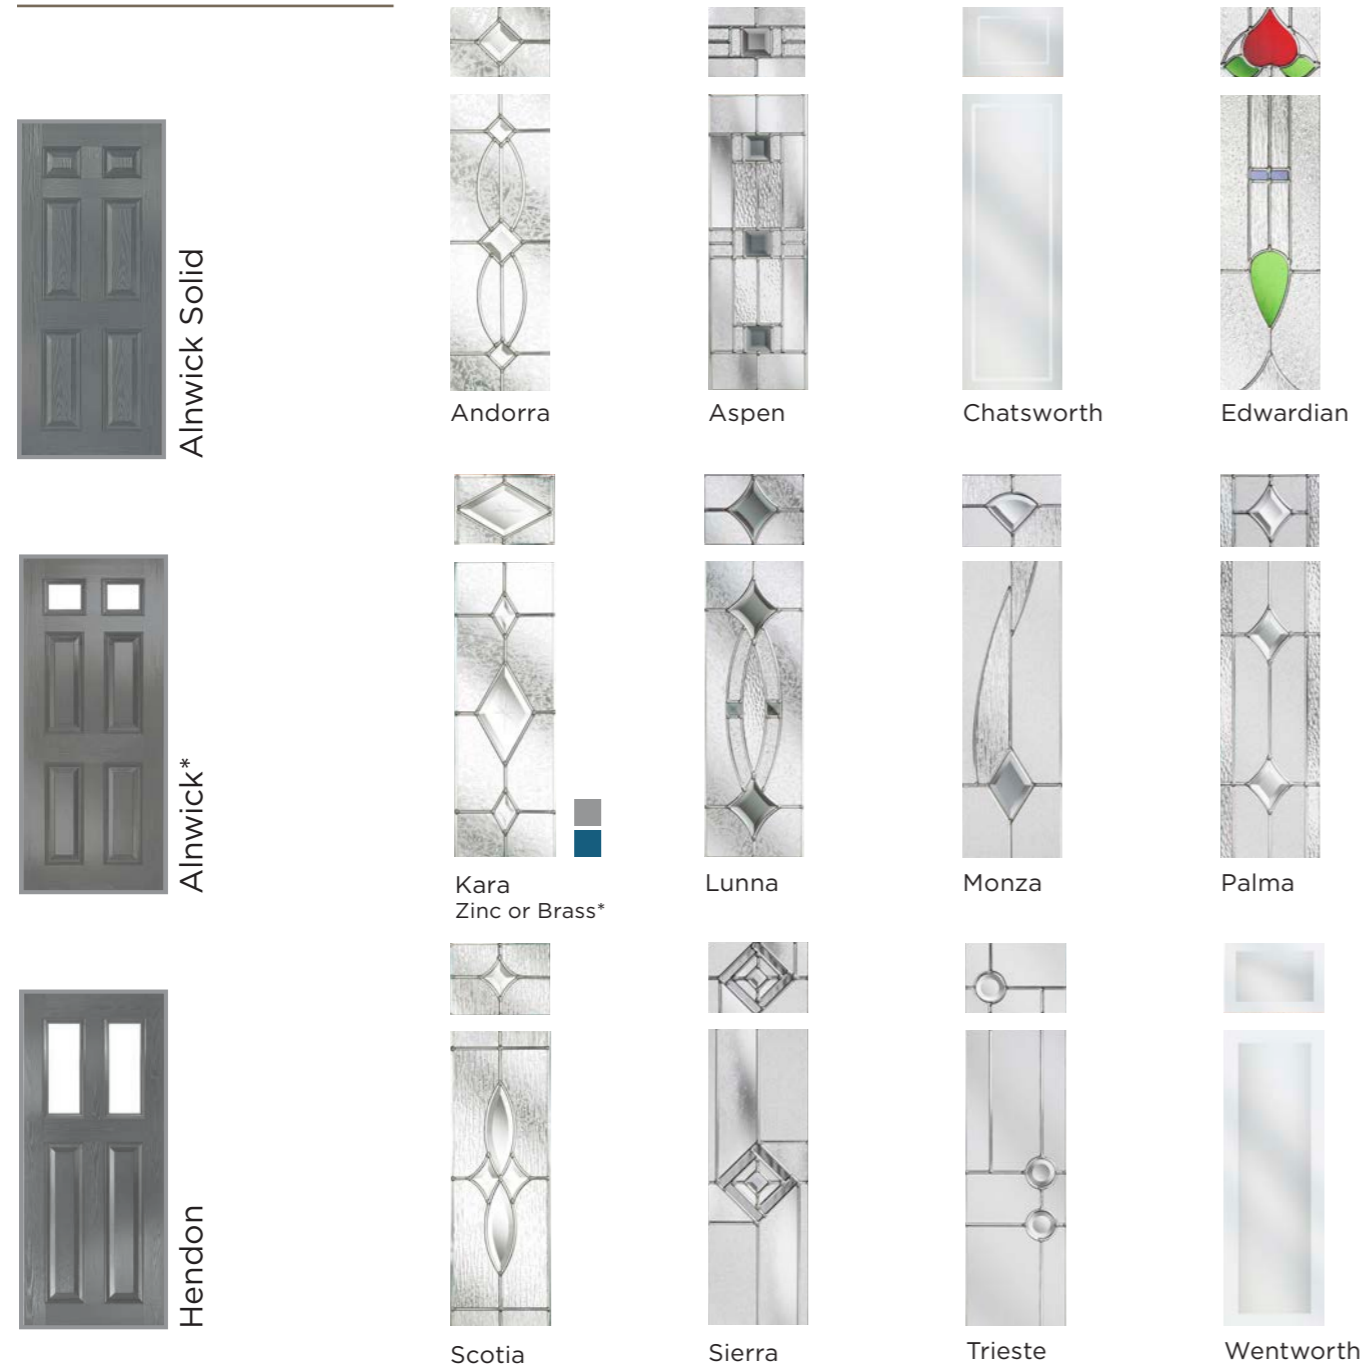 Alnwick Solid
Andorra
Aspen
Chatsworth
Edwardian
Alnwick*
Kara
Zinc or Brass*
Lunna
Monza
Palma
Hendon
Scotia
Sierra
Trieste
Wentworth